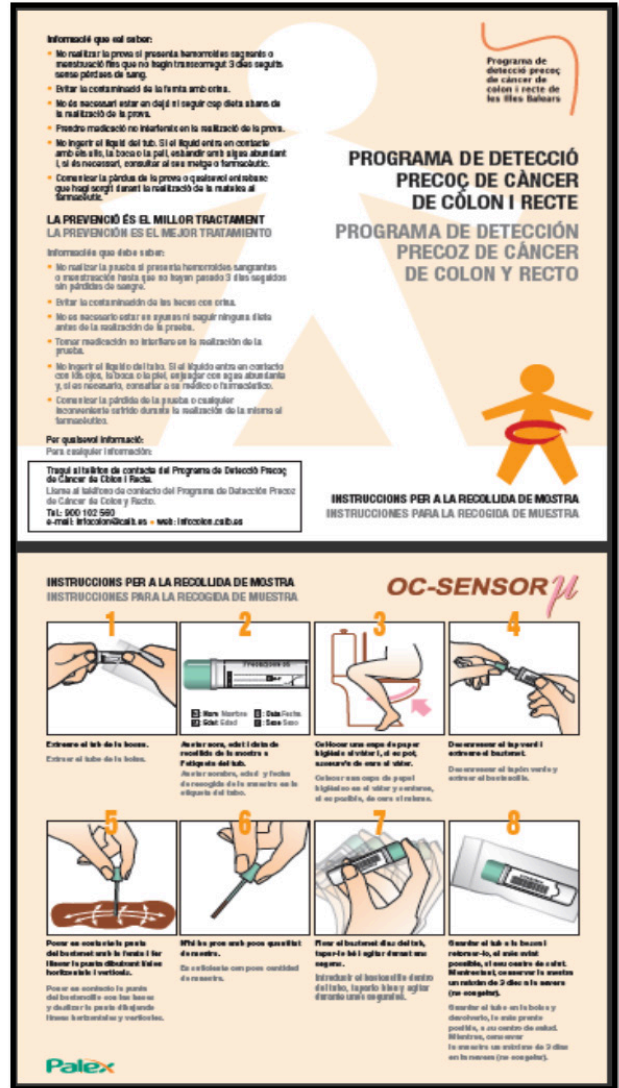 Informació que cal saber:
• No realitzar la prova si presenta hemorroides sagnants o
menstruació fins que no hagin transcorregut 3 dies seguits
sense pèrdues de sang.
• Evitar la contaminació de la femta amb orina.
• No és necessari estar en dejú ni seguir cap dieta abans de
la realització de la prova.
• Prendre medicació no interfereix en la realització de la prova.
• No ingerir el líquid del tub. Si el líquid entra en contacte
amb els ulls, la boca o la pell, esbandir amb aigua abundant
i, si és necessari, consultar al seu metge o farmacèutic.
• Comunicar la pèrdua de la prova o qualsevol entrebanc
que hagi sorgit durant la realització de la mateixa al
farmacèutic.
LA PREVENCIÓ ÉS EL MILLOR TRACTAMENT
LA PREVENCIÓN ES EL MEJOR TRATAMIENTO
Información que debe saber:
• No realizar la prueba si presenta hemorroides sangrantes
o menstruación hasta que no hayan pasado 3 días seguidos
sin pérdidas de sangre.
• Evitar la contaminación de las heces con orina.
• No es necesario estar en ayunas ni seguir ninguna dieta
antes de la realización de la prueba.
• Tomar medicación no interfiere en la realización de la
prueba.
• No ingerir el líquido del tubo. Si el líquido entra en contacto
con los ojos, la boca o la piel, enjuagar con agua abundante
y, si es necesario, consultar a su médico o farmacéutico.
• Comunicar la pérdida de la prueba o cualquier
inconveniente sufrido durante la realización de la misma al
farmacéutico.
Per qualsevol informació:
Para cualquier información:
Truqui al telèfon de contacte del Programa de Detecció Precoç
de Càncer de Còlon i Recte.
Llame al teléfono de contacto del Programa de Detección Precoz
de Cáncer de Colon y Recto.
Tel.: 900 102 560
e-mail: infocolon@caib.es • web: infocolon.caib.es
Programa de
detecció precoç
de càncer de
colon i recte de
les Illes Balears
PROGRAMA DE DETECCIÓ
PRECOÇ DE CÀNCER
DE CÒLON I RECTE
PROGRAMA DE DETECCIÓN
PRECOZ DE CÁNCER
DE COLON Y RECTO
INSTRUCCIONS PER A LA RECOLLIDA DE MOSTRA
INSTRUCCIONES PARA LA RECOGIDA DE MUESTRA
INSTRUCCIONS PER A LA RECOLLIDA DE MOSTRA
INSTRUCCIONES PARA LA RECOGIDA DE MUESTRA
OC-SENSOR µ
1
Extreure el tub de la bossa.
Extraer el tubo de la bolsa.
2
Nom Nombre
Data Fecha
Edat Edad
Sexe Sexo
Anotar nom, edat i data de
recollida de la mostra a
l'etiqueta del tub.
Anotar nombre, edad y fecha
de recogida de la muestra en la
etiqueta del tubo.
3
Col·locar una capa de paper
higiènic al vàter i, si es pot,
asseure's de cara al vàter.
Colocar una capa de papel
higiénico en el váter y sentarse,
si es posible, de cara al mismo.
4
Desenroscar el tap verd i
extreure el bastonet.
Desenroscar el tapón verde y
extraer el bastoncillo.
5
Posar en contacte la punta
del bastonet amb la femta i fer
lliscar la punta dibuixant línies
horitzontals i verticals.
Poner en contacto la punta
del bastoncillo con las heces
y deslizar la punta dibujando
líneas horizontales y verticales.
6
N'hi ha prou amb poca quantitat
de mostra.
Es suficiente con poca cantidad
de muestra.
7
Ficar el bastonet dins del tub,
tapar-lo bé i agitar durant uns
segons.
Introducir el bastoncillo dentro
del tubo, taparlo bien y agitar
durante unos segundos.
8
Guardar el tub a la bossa i
retornar-lo, el més aviat
possible, al seu centre de salut.
Mentrestant, conservar la mostra
un màxim de 3 dies a la nevera
(no congelar).
Guardar el tubo en la bolsa y
devolverlo, lo más pronto
posible, a su centro de salud.
Mientras, conservar
la muestra un máximo de 3 días
en la nevera (no congelar).
Palex